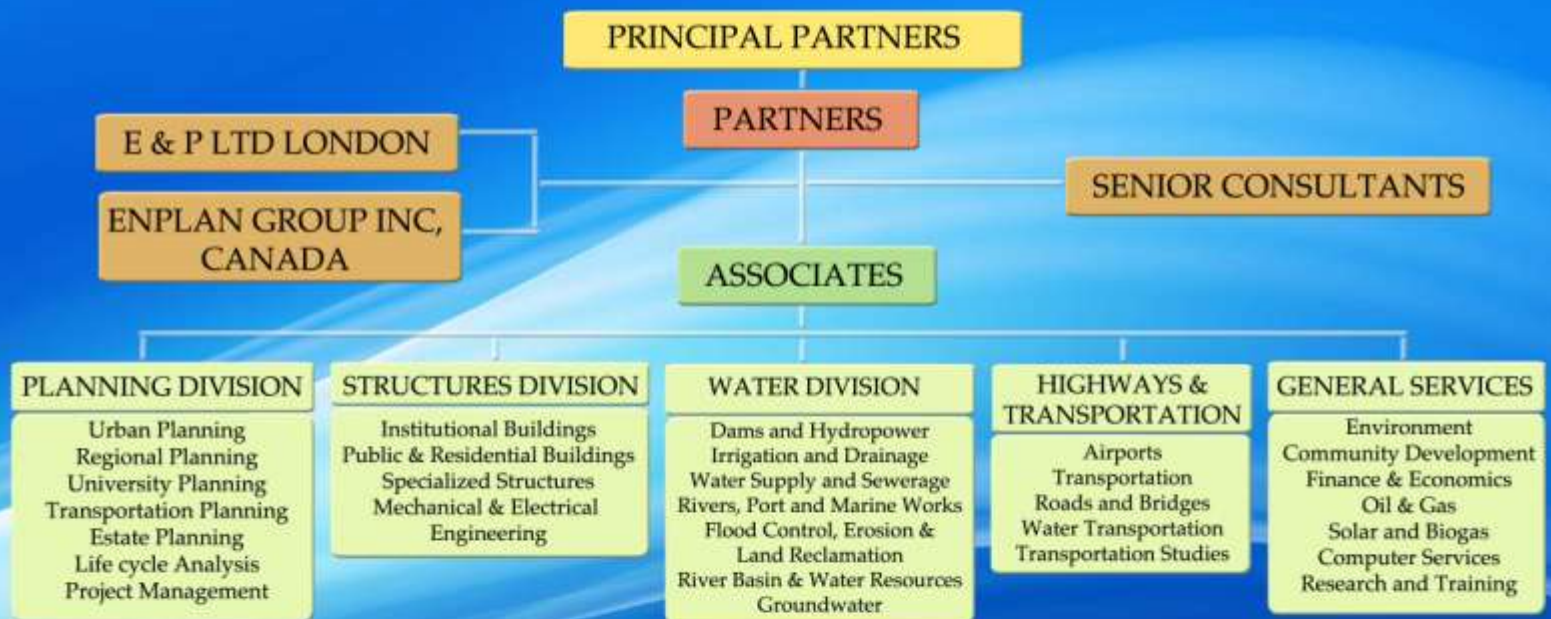 PRINCIPAL PARTNERS
PARTNERS
E & P LTD LONDON
ENPLAN GROUP INC,
CANADA
SENIOR CONSULTANTS
ASSOCIATES
PLANNING DIVISION
Urban Planning
Regional Planning
University Planning
Transportation Planning
Estate Planning
Life cycle Analysis
Project Management
STRUCTURES DIVISION
Institutional Buildings
Public & Residential Buildings
Specialized Structures
Mechanical & Electrical
Engineering
WATER DIVISION
Dams and Hydropower
Irrigation and Drainage
Water Supply and Sewerage
Rivers, Port and Marine Works
Flood Control, Erosion &
Land Reclamation
River Basin & Water Resources
Groundwater
HIGHWAYS &
TRANSPORTATION
Airports
Transportation
Roads and Bridges
Water Transportation
Transportation Studies
GENERAL SERVICES
Environment
Community Development
Finance & Economics
Oil & Gas
Solar and Biogas
Computer Services
Research and Training